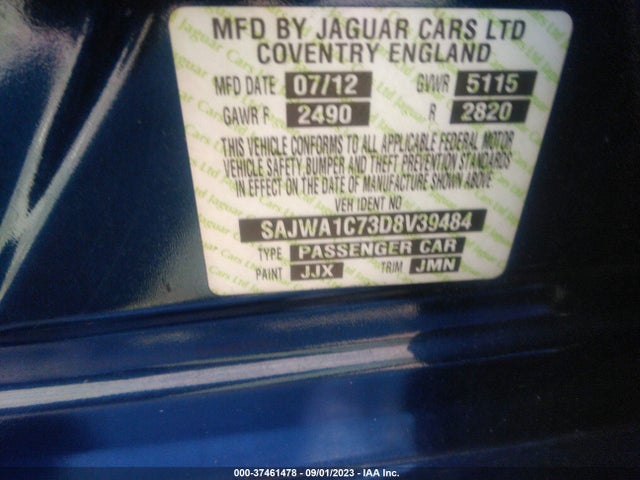 MFD BY JAGUAR CARS LTD
COVENTRY ENGLAND
MFD DATE 07/12 GVWR 5115
GAWR F 2490 R 2820
THIS VEHICLE CONFORMS TO ALL APPLICABLE FEDERAL MOTOR
VEHICLE SAFETY, BUMPER AND THEFT PREVENTION STANDARDS
IN EFFECT ON THE DATE OF MANUFACTURE SHOWN ABOVE
VEH IDENT NO
SAJWA1C73D8V39484
TYPE PASSENGER CAR
PAINT JJX TRIM JMN
000-37461478 - 09/01/2023 - IAA Inc.